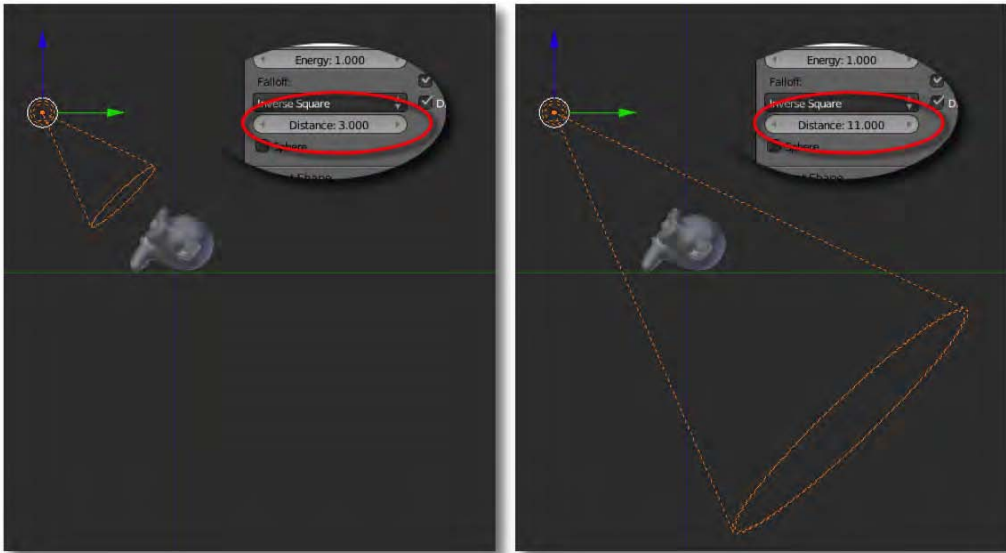 Energy: 1.000
Falloff:
Inverse Square
D
Distance: 3.000
Sphere
Energy: 1.000
Falloff:
Inverse Square
D
Distance: 11.000
Sphere